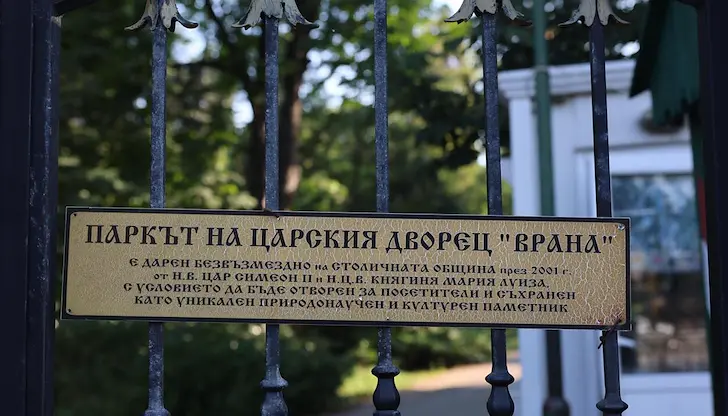 ПАРКЪТ НА ЦАРСКИЯ ДВОРЕЦ "ВРАНА"
Е ДАРЕН БЕЗВЪЗМЕЗДНО НА СТОЛИЧНАТА ОБЩИНА ПРЕЗ 2001 Г.
ОТ Н.В. ЦАР СИМЕОН II И Н.Ц.В. КНЯГИНЯ МАРИЯ ЛУИЗА.
С УСЛОВИЕТО ДА БЪДЕ ОТВОРЕН ЗА ПОСЕТИТЕЛИ И СЪХРАНЕН
КАТО УНИКАЛЕН ПРИРОДОНАУЧЕН И КУЛТУРЕН ПАМЕТНИК